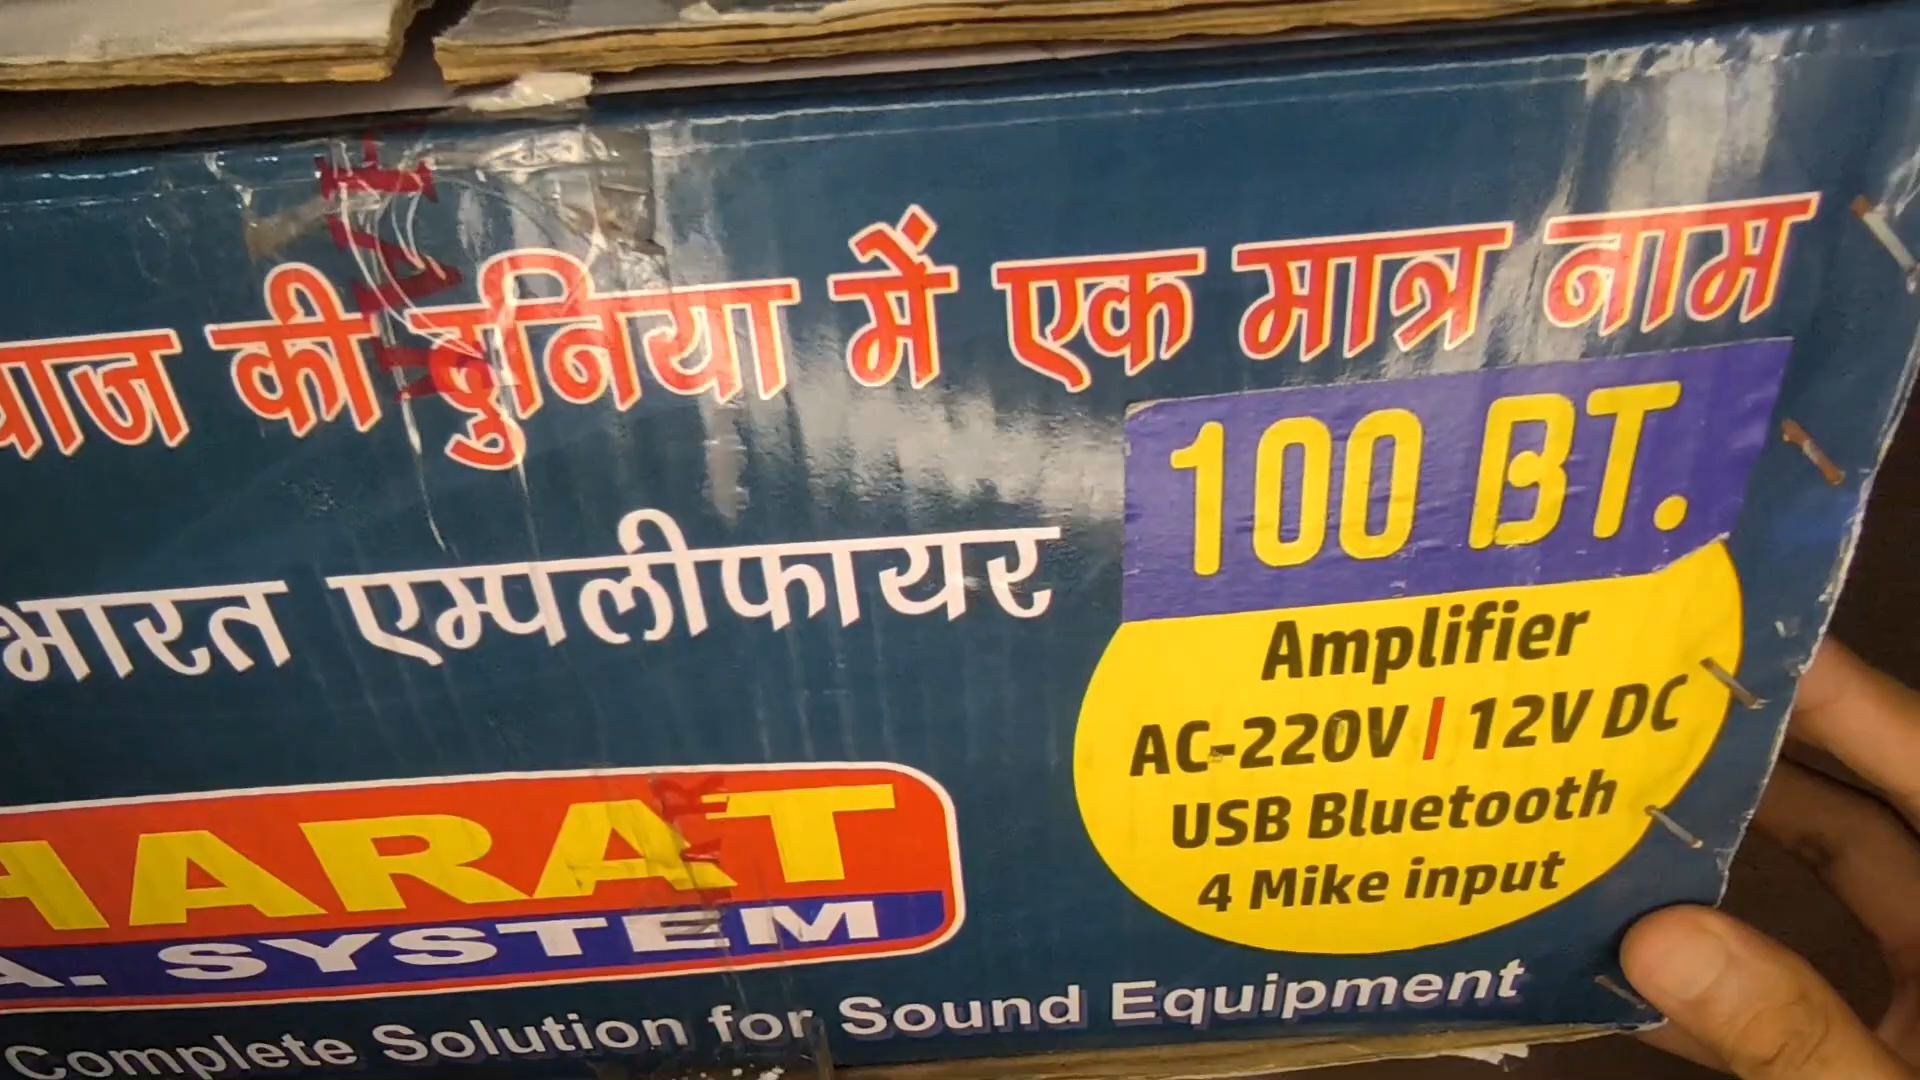 की दुनिया में एक मात्र नाम
100 BT.
भारत एम्पलीफायर
Amplifier
AC-220V | 12V DC
USB Bluetooth
4 Mike input
HARAT
A. SYSTEM
Complete Solution for Sound Equipment